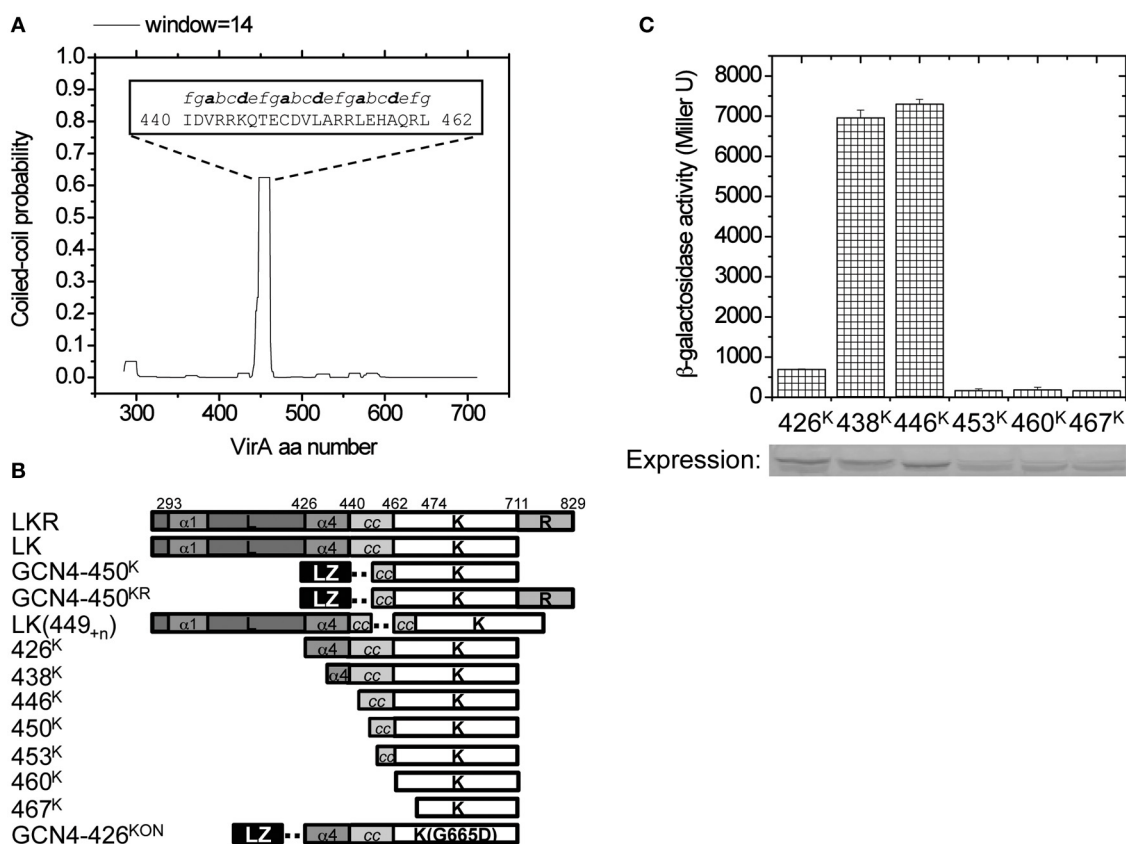 A
window=14
1.0
0.9
0.8
0.7
0.6
0.5
0.4
0.3
0.2
0.1
0.0
Coiled-coil probability
fgabcdefgabcdefgabcdefg
440 IDVRRKQTECDVLARRLEHAQRL 462
300 400 500 600 700
VirA aa number
B
293 426 440 462 474 711 829
LKR α1 L α4 cc K R
LK α1 L α4 cc K
GCN4-450K LZ cc K
GCN4-450KR LZ cc K R
LK(449+n) α1 L α4 cc cc K
426K α4 cc K
438K α4 cc K
446K cc K
450K cc K
453K cc K
460K K
467K K
GCN4-426KON LZ α4 cc K(G665D)
C
8000
7000
6000
5000
4000
3000
2000
1000
0
β-galactosidase activity (Miller U)
426K 438K 446K 453K 460K 467K
Expression: